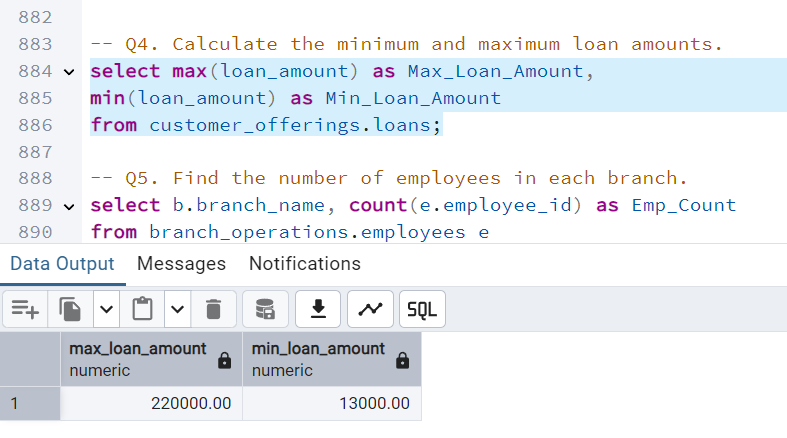 882
883 -- Q4. Calculate the minimum and maximum loan amounts.
884 select max(loan_amount) as Max_Loan_Amount,
885 min(loan_amount) as Min_Loan_Amount
886 from customer_offerings.loans;
887
888 -- Q5. Find the number of employees in each branch.
889 select b.branch_name, count(e.employee_id) as Emp_Count
890 from branch_operations.employees e
Data Output Messages Notifications
SQL
max_loan_amount min_loan_amount
numeric numeric
1 220000.00 13000.00